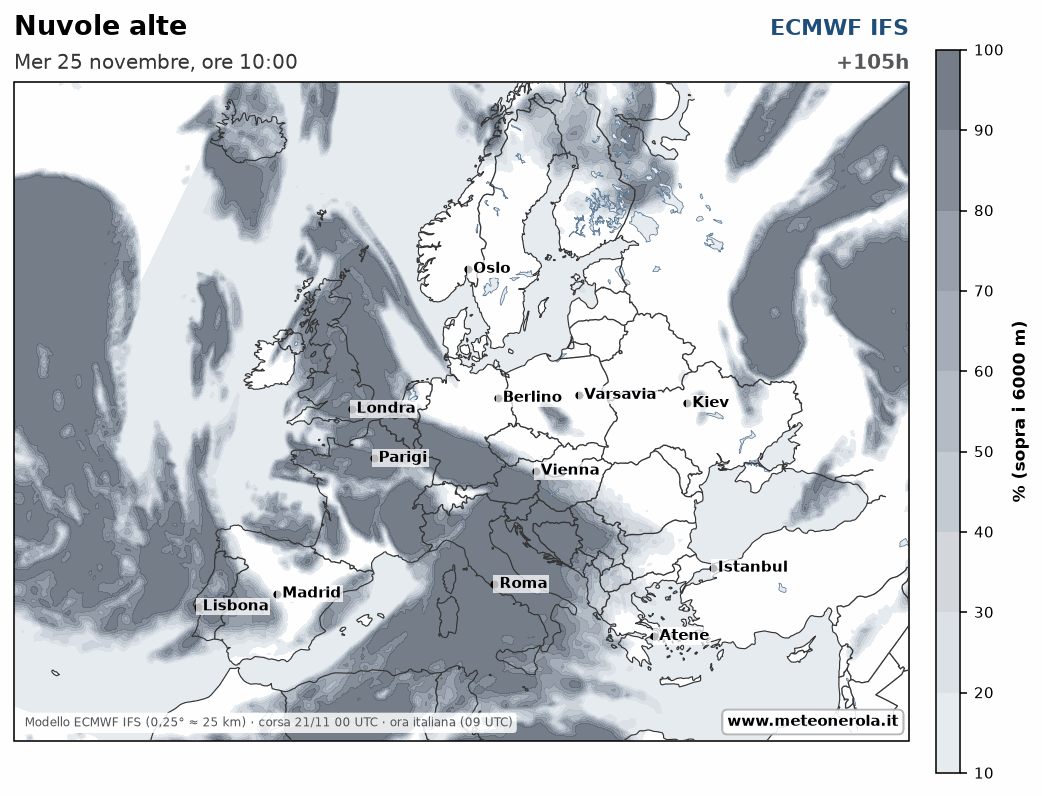 Nuvole alte
ECMWF IFS
Mer 25 novembre, ore 10:00
+105h
100
90
80
70
60
50
40
30
20
10
% (sopra i 6000 m)
Oslo
Berlino
Varsavia
Kiev
Londra
Parigi
Vienna
Istanbul
Roma
Madrid
Lisbona
Atene
Modello ECMWF IFS (0,25° ≈ 25 km) · corsa 21/11 00 UTC · ora italiana (09 UTC)
www.meteonerola.it